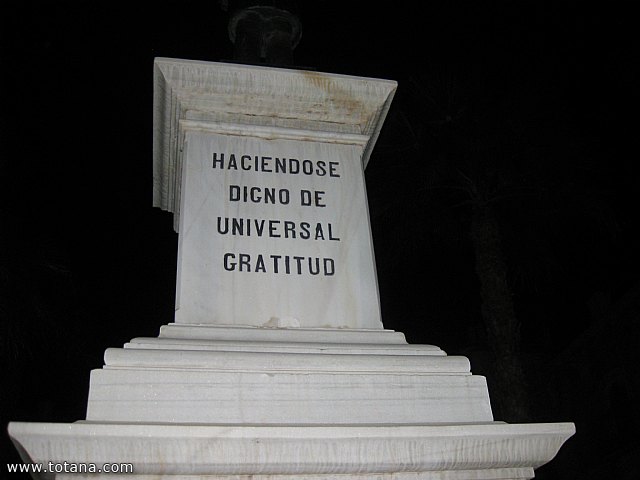 HACIENDOSE
DIGNO DE
UNIVERSAL
GRATITUD
www.totana.com